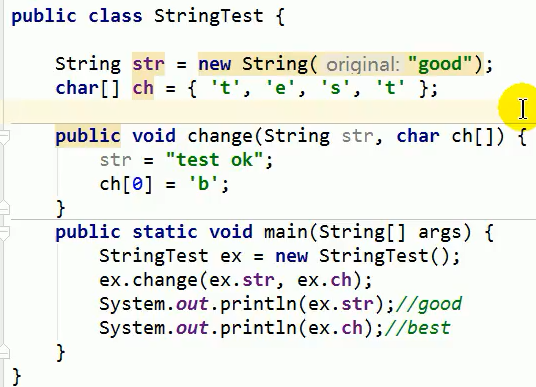 public class StringTest {
String str = new String( original: "good");
char[] ch = { 't', 'e', 's', 't' };
public void change(String str, char ch[]) {
str = "test ok";
ch[0] = 'b';
}
public static void main(String[] args) {
StringTest ex = new StringTest();
ex.change(ex.str, ex.ch);
System.out.println(ex.str);//good
System.out.println(ex.ch);//best
}
}